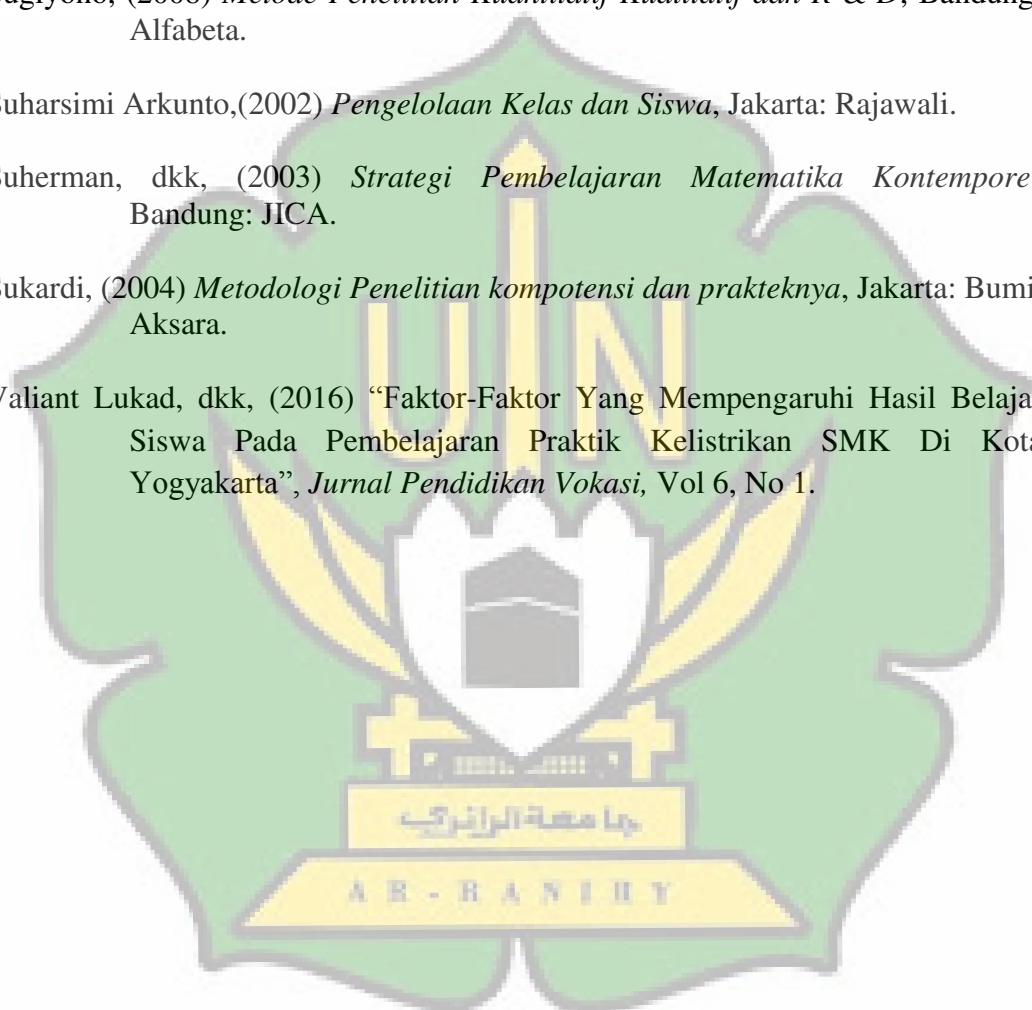 Alfabeta.
Suharsimi Arkunto,(2002) Pengelolaan Kelas dan Siswa, Jakarta: Rajawali.
Suherman, dkk, (2003) Strategi Pembelajaran Matematika Kontempore
Bandung: JICA.
Sukardi, (2004) Metodologi Penelitian kompotensi dan prakteknya, Jakarta: Bumi
Aksara.
Valiant Lukad, dkk, (2016) “Faktor-Faktor Yang Mempengaruhi Hasil Belaja
Siswa Pada Pembelajaran Praktik Kelistrikan SMK Di Kota
Yogyakarta”, Jurnal Pendidikan Vokasi, Vol 6, No 1.
UIN
جامعة الرانري
AR-RANIRY